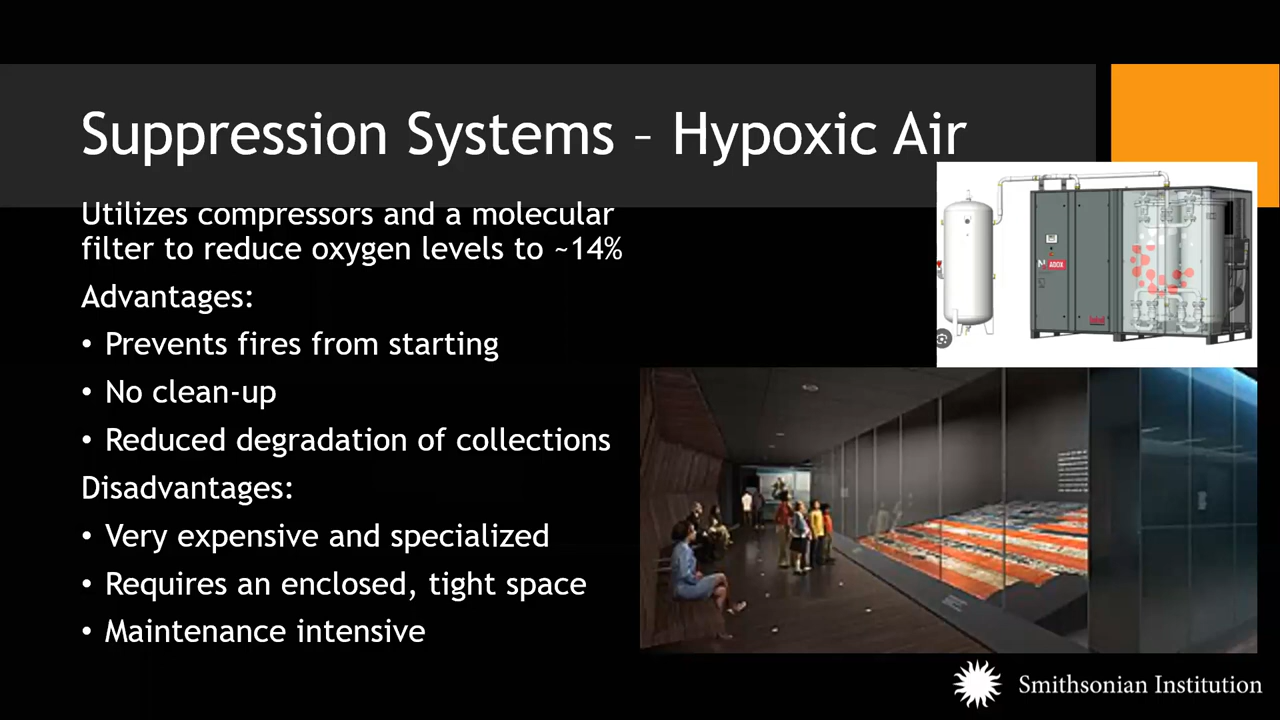 Suppression Systems – Hypoxic Air
Utilizes compressors and a molecular
filter to reduce oxygen levels to ~14%
Advantages:
• Prevents fires from starting
• No clean-up
• Reduced degradation of collections
Disadvantages:
• Very expensive and specialized
• Requires an enclosed, tight space
• Maintenance intensive
ADOX
Smithsonian Institution